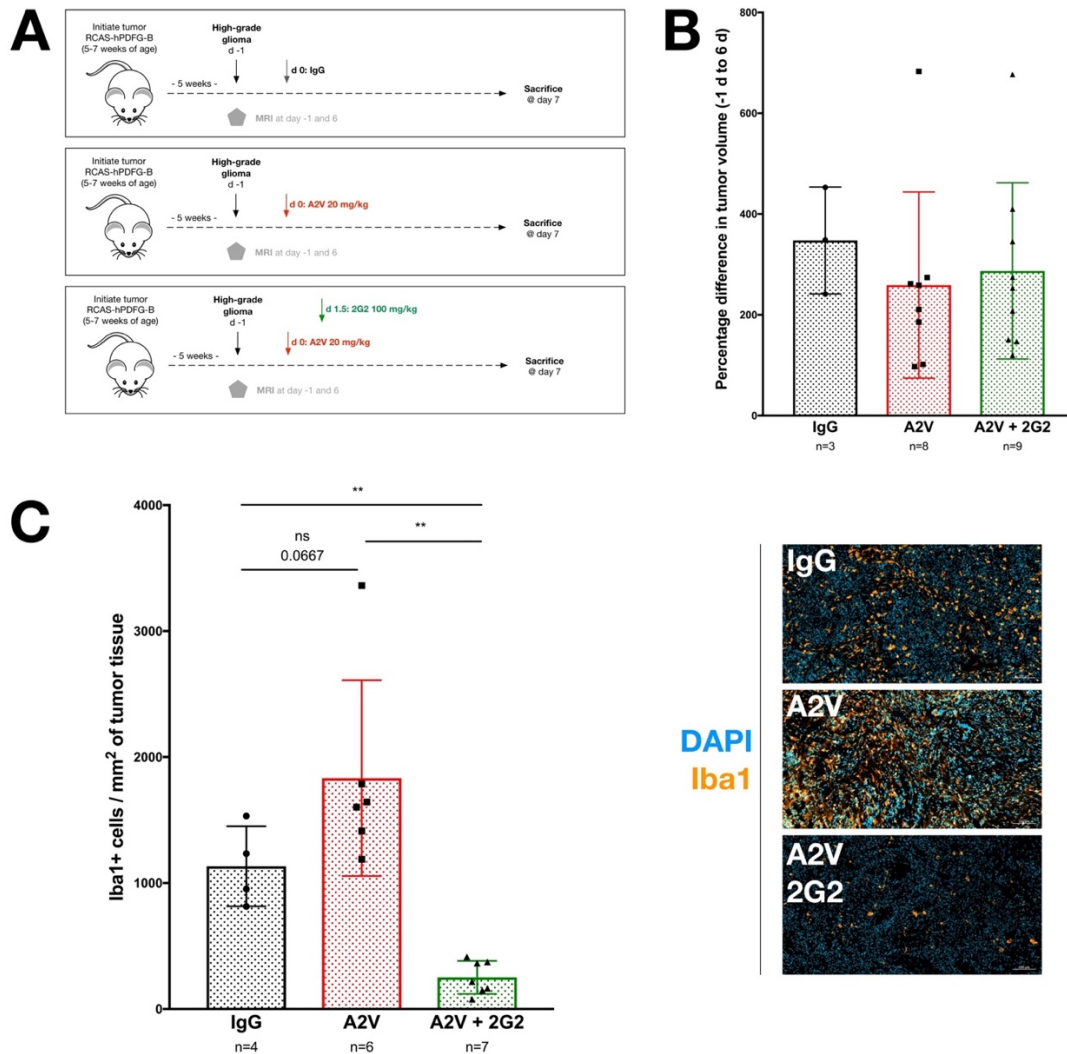 A
Initiate tumor
RCAS-hPDFG-B
(5-7 weeks of age)
- 5 weeks -
High-grade
glioma
d -1
d 0: IgG
MRI at day -1 and 6
Sacrifice
@ day 7
Initiate tumor
RCAS-hPDFG-B
(5-7 weeks of age)
- 5 weeks -
High-grade
glioma
d -1
d 0: A2V 20 mg/kg
MRI at day -1 and 6
Sacrifice
@ day 7
Initiate tumor
RCAS-hPDFG-B
(5-7 weeks of age)
- 5 weeks -
High-grade
glioma
d -1
d 1.5: 2G2 100 mg/kg
d 0: A2V 20 mg/kg
MRI at day -1 and 6
Sacrifice
@ day 7
B
Percentage difference in tumor volume (-1 d to 6 d)
800
600
400
200
0
IgG
A2V
A2V + 2G2
n=3
n=8
n=9
C
Iba1+ cells / mm² of tumor tissue
4000
3000
2000
1000
0
**
**
ns
0.0667
IgG
A2V
A2V + 2G2
n=4
n=6
n=7
DAPI
Iba1
IgG
A2V
A2V
2G2